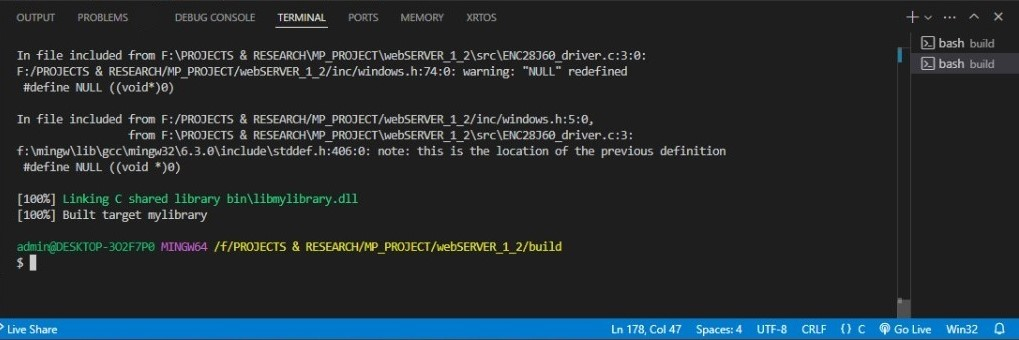 OUTPUT PROBLEMS DEBUG CONSOLE TERMINAL PORTS MEMORY XRTOS
In file included from F:\PROJECTS & RESEARCH\MP_PROJECT\webSERVER_1_2\src\ENC28J60_driver.c:3:0:
F:/PROJECTS & RESEARCH/MP_PROJECT/webSERVER_1_2/inc/windows.h:74:0: warning: "NULL" redefined
#define NULL ((void*)0)
In file included from F:/PROJECTS & RESEARCH/MP_PROJECT/webSERVER_1_2/inc/windows.h:5:0,
from F:\PROJECTS & RESEARCH\MP_PROJECT\webSERVER_1_2\src\ENC28J60_driver.c:3:
f:\mingw\lib\gcc\mingw32\6.3.0\include\stddef.h:406:0: note: this is the location of the previous definition
#define NULL ((void *)0)
[100%] Linking C shared library bin\libmylibrary.dll
[100%] Built target mylibrary
admin@DESKTOP-3O2F7P0 MINGW64 /f/PROJECTS & RESEARCH/MP_PROJECT/webSERVER_1_2/build
$
bash build
bash build
Live Share Ln 178, Col 47 Spaces: 4 UTF-8 CRLF {} C Go Live Win32